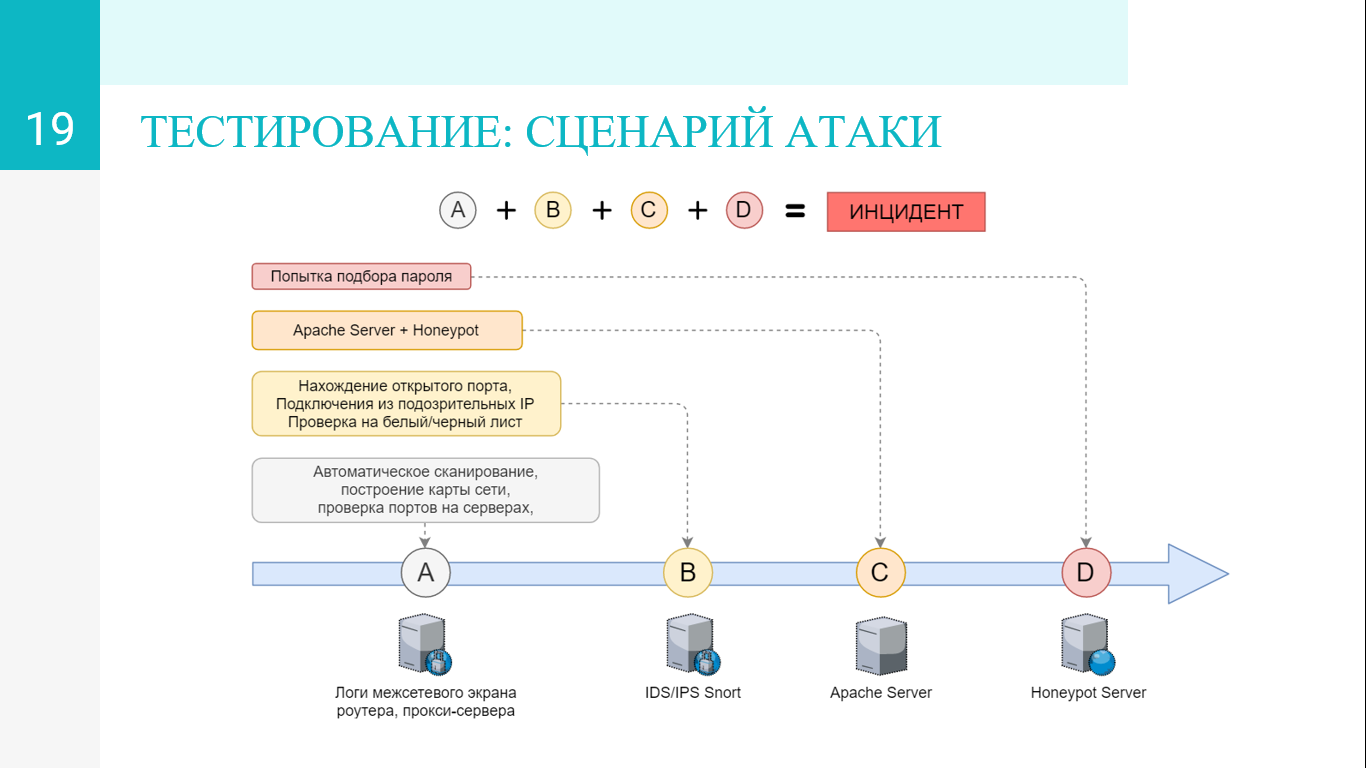 19
ТЕСТИРОВАНИЕ: СЦЕНАРИЙ АТАКИ
A + B + C + D = ИНЦИДЕНТ
Попытка подбора пароля
Apache Server + Honeypot
Нахождение открытого порта,
Подключения из подозрительных IP
Проверка на белый/черный лист
Автоматическое сканирование,
построение карты сети,
проверка портов на серверах,
A B C D
Логи межсетевого экрана
роутера, прокси-сервера
IDS/IPS Snort
Apache Server
Honeypot Server